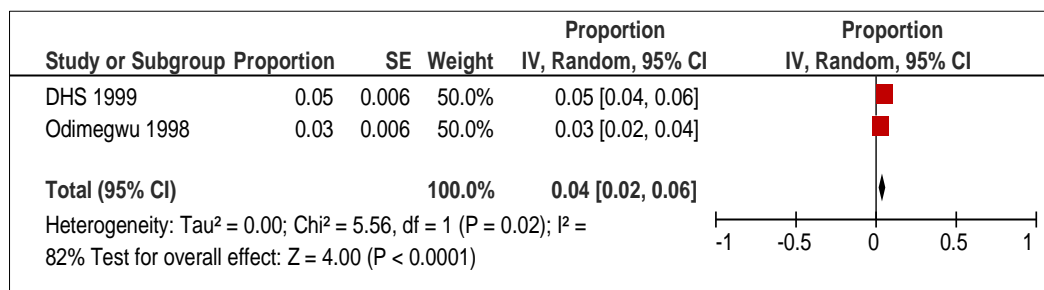 Proportion Proportion
Study or Subgroup Proportion SE Weight IV, Random, 95% CI IV, Random, 95% CI
DHS 1999 0.05 0.006 50.0% 0.05 [0.04, 0.06]
Odimegwu 1998 0.03 0.006 50.0% 0.03 [0.02, 0.04]
Total (95% CI) 100.0% 0.04 [0.02, 0.06]
Heterogeneity: Tau² = 0.00; Chi² = 5.56, df = 1 (P = 0.02); I² =
82% Test for overall effect: Z = 4.00 (P < 0.0001)
-1 -0.5 0 0.5 1